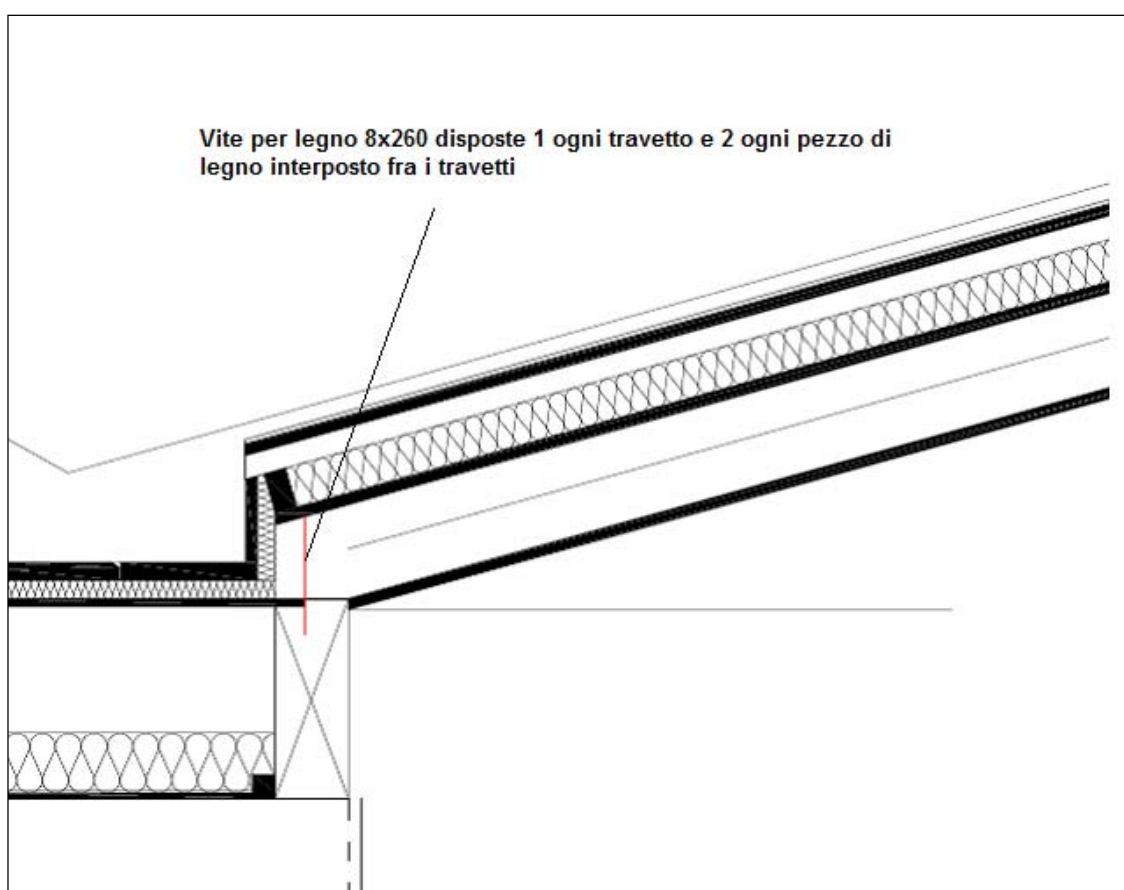 Vite per legno 8x260 disposte 1 ogni travetto e 2 ogni pezzo di
legno interposto fra i travetti